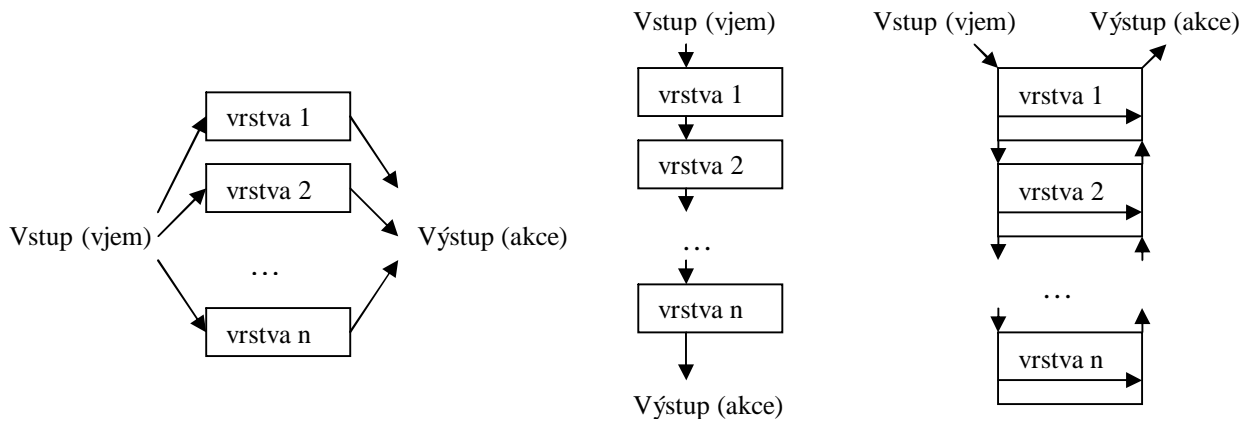 vrstva 1
vrstva 2
Vstup (vjem)
Výstup (akce)
…
vrstva n
Vstup (vjem)
vrstva 1
vrstva 2
…
vrstva n
Výstup (akce)
Vstup (vjem)
Výstup (akce)
vrstva 1
vrstva 2
…
vrstva n